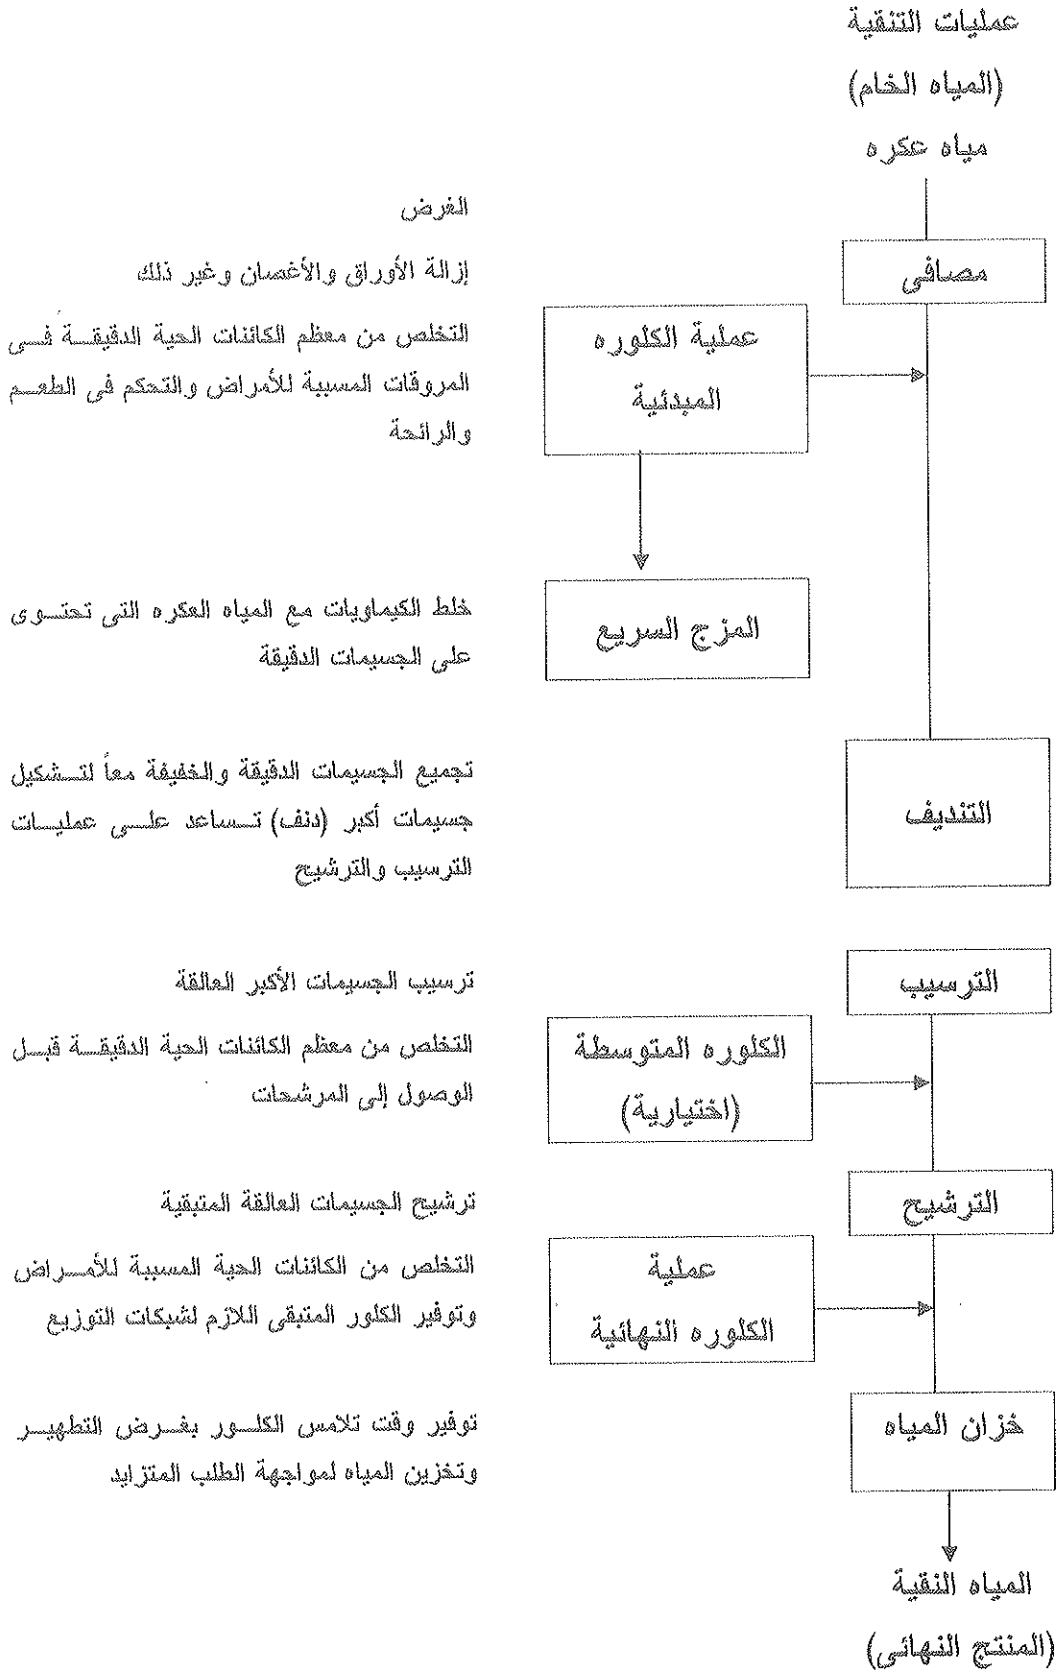 عمليات التنقية
(المياه الخام)
مياه عكره
الغرض
مصافى
إزالة الأوراق والأغصان وغير ذلك
عملية الكلوره
المبدئية
التخلص من معظم الكائنات الحية الدقيقة فى
المروقات المسببة للأمراض والتحكم فى الطعم
والرائحة
المزج السريع
خلط الكيماويات مع المياه العكره التى تحتوى
على الجسيمات الدقيقة
التنديف
تجميع الجسيمات الدقيقة والخفيفة معاً لتشكيل
جسيمات أكبر (دنف) تساعد على عمليات
الترسيب والترشيح
الترسيب
ترسيب الجسيمات الأكبر العالقة
الكلوره المتوسطة
(اختيارية)
التخلص من معظم الكائنات الحية الدقيقة قبل
الوصول إلى المرشحات
الترشيح
ترشيح الجسيمات العالقة المتبقية
عملية
الكلوره النهائية
التخلص من الكائنات الحية المسببة للأمراض
وتوفير الكلور المتبقى اللازم لشبكات التوزيع
خزان المياه
توفير وقت تلامس الكلور بغرض التطهير
وتخزين المياه لمواجهة الطلب المتزايد
المياه النقية
(المنتج النهائى)